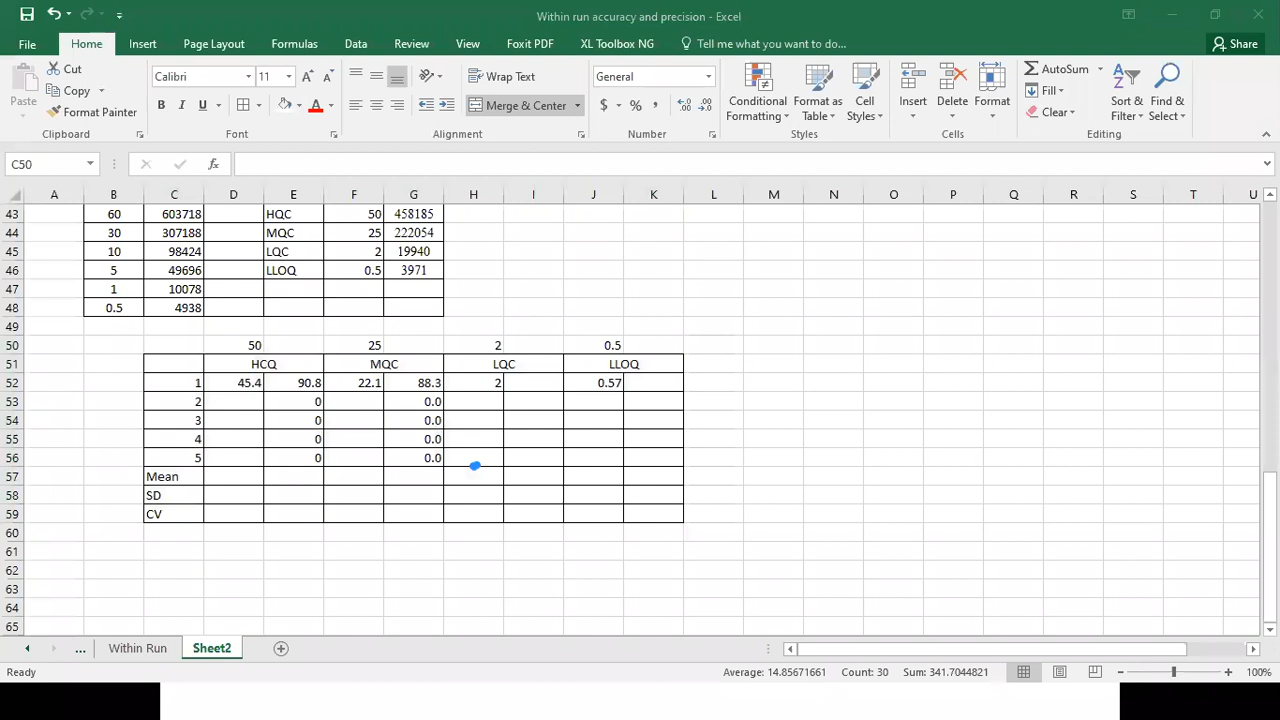 Within run accuracy and precision - Excel
File Home Insert Page Layout Formulas Data Review View Foxit PDF XL Toolbox NG Tell me what you want to do... Share
Cut Calibri 11 Wrap Text General AutoSum
Copy Fill
Paste Format Painter B I U Merge & Center $ % , Conditional Formatting Format as Table Cell Styles Insert Delete Format Clear Sort & Filter Find & Select
Clipboard Font Alignment Number Styles Cells Editing
C50 fx
A B C D E F G H I J K L M N O P Q R S T U
43 60 603718 HQC 50 458185
44 30 307188 MQC 25 222054
45 10 98424 LQC 2 19940
46 5 49696 LLOQ 0.5 3971
47 1 10078
48 0.5 4938
49
50 50 25 2 0.5
51 HCQ MQC LQC LLOQ
52 1 45.4 90.8 22.1 88.3 2 0.57
53 2 0 0.0
54 3 0 0.0
55 4 0 0.0
56 5 0 0.0
57 Mean
58 SD
59 CV
60
61
62
63
64
65
... Within Run Sheet2
Ready Average: 14.85671661 Count: 30 Sum: 341.7044821 100%